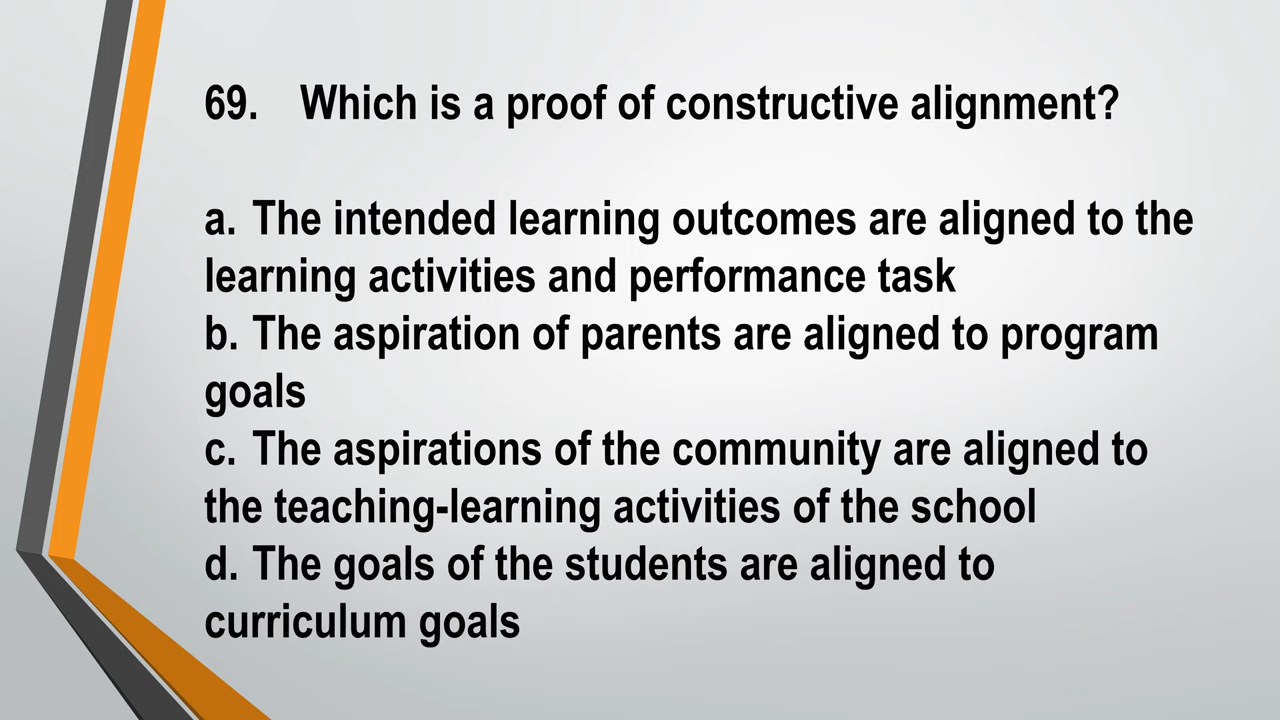 69. Which is a proof of constructive alignment?
a. The intended learning outcomes are aligned to the
learning activities and performance task
b. The aspiration of parents are aligned to program
goals
c. The aspirations of the community are aligned to
the teaching-learning activities of the school
d. The goals of the students are aligned to
curriculum goals